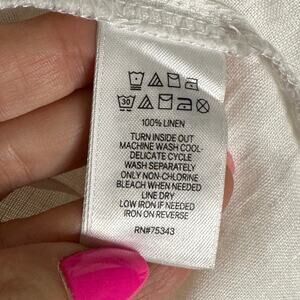 30
100% LINEN
TURN INSIDE OUT
MACHINE WASH COOL-
DELICATE CYCLE
WASH SEPARATELY
ONLY NON-CHLORINE
BLEACH WHEN NEEDED
LINE DRY
LOW IRON IF NEEDED
IRON ON REVERSE
RN#75343